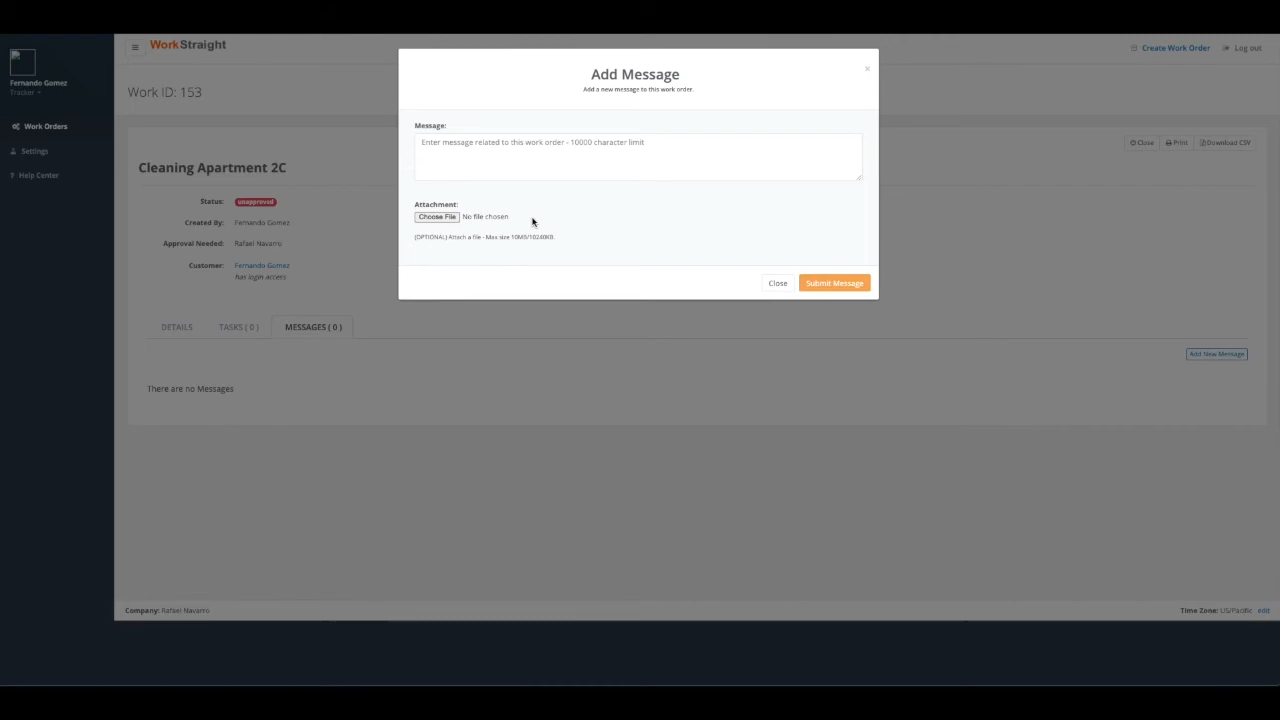 Fernando Gomez
Tracker
Work Orders
Settings
? Help Center
WorkStraight
Create Work Order
Log out
Work ID: 153
Close
Print
Download CSV
Cleaning Apartment 2C
Status: unapproved
Created By: Fernando Gomez
Approval Needed: Rafael Navarro
Customer: Fernando Gomez
has login access
DETAILS
TASKS ( 0 )
MESSAGES ( 0 )
Add New Message
There are no Messages
Add Message
×
Add a new message to this work order.
Message:
Enter message related to this work order - 10000 character limit
Attachment:
Choose File No file chosen
(OPTIONAL) Attach a file - Max size 10MB/10240KB.
Close
Submit Message
Company: Rafael Navarro
Time Zone: US/Pacific edit